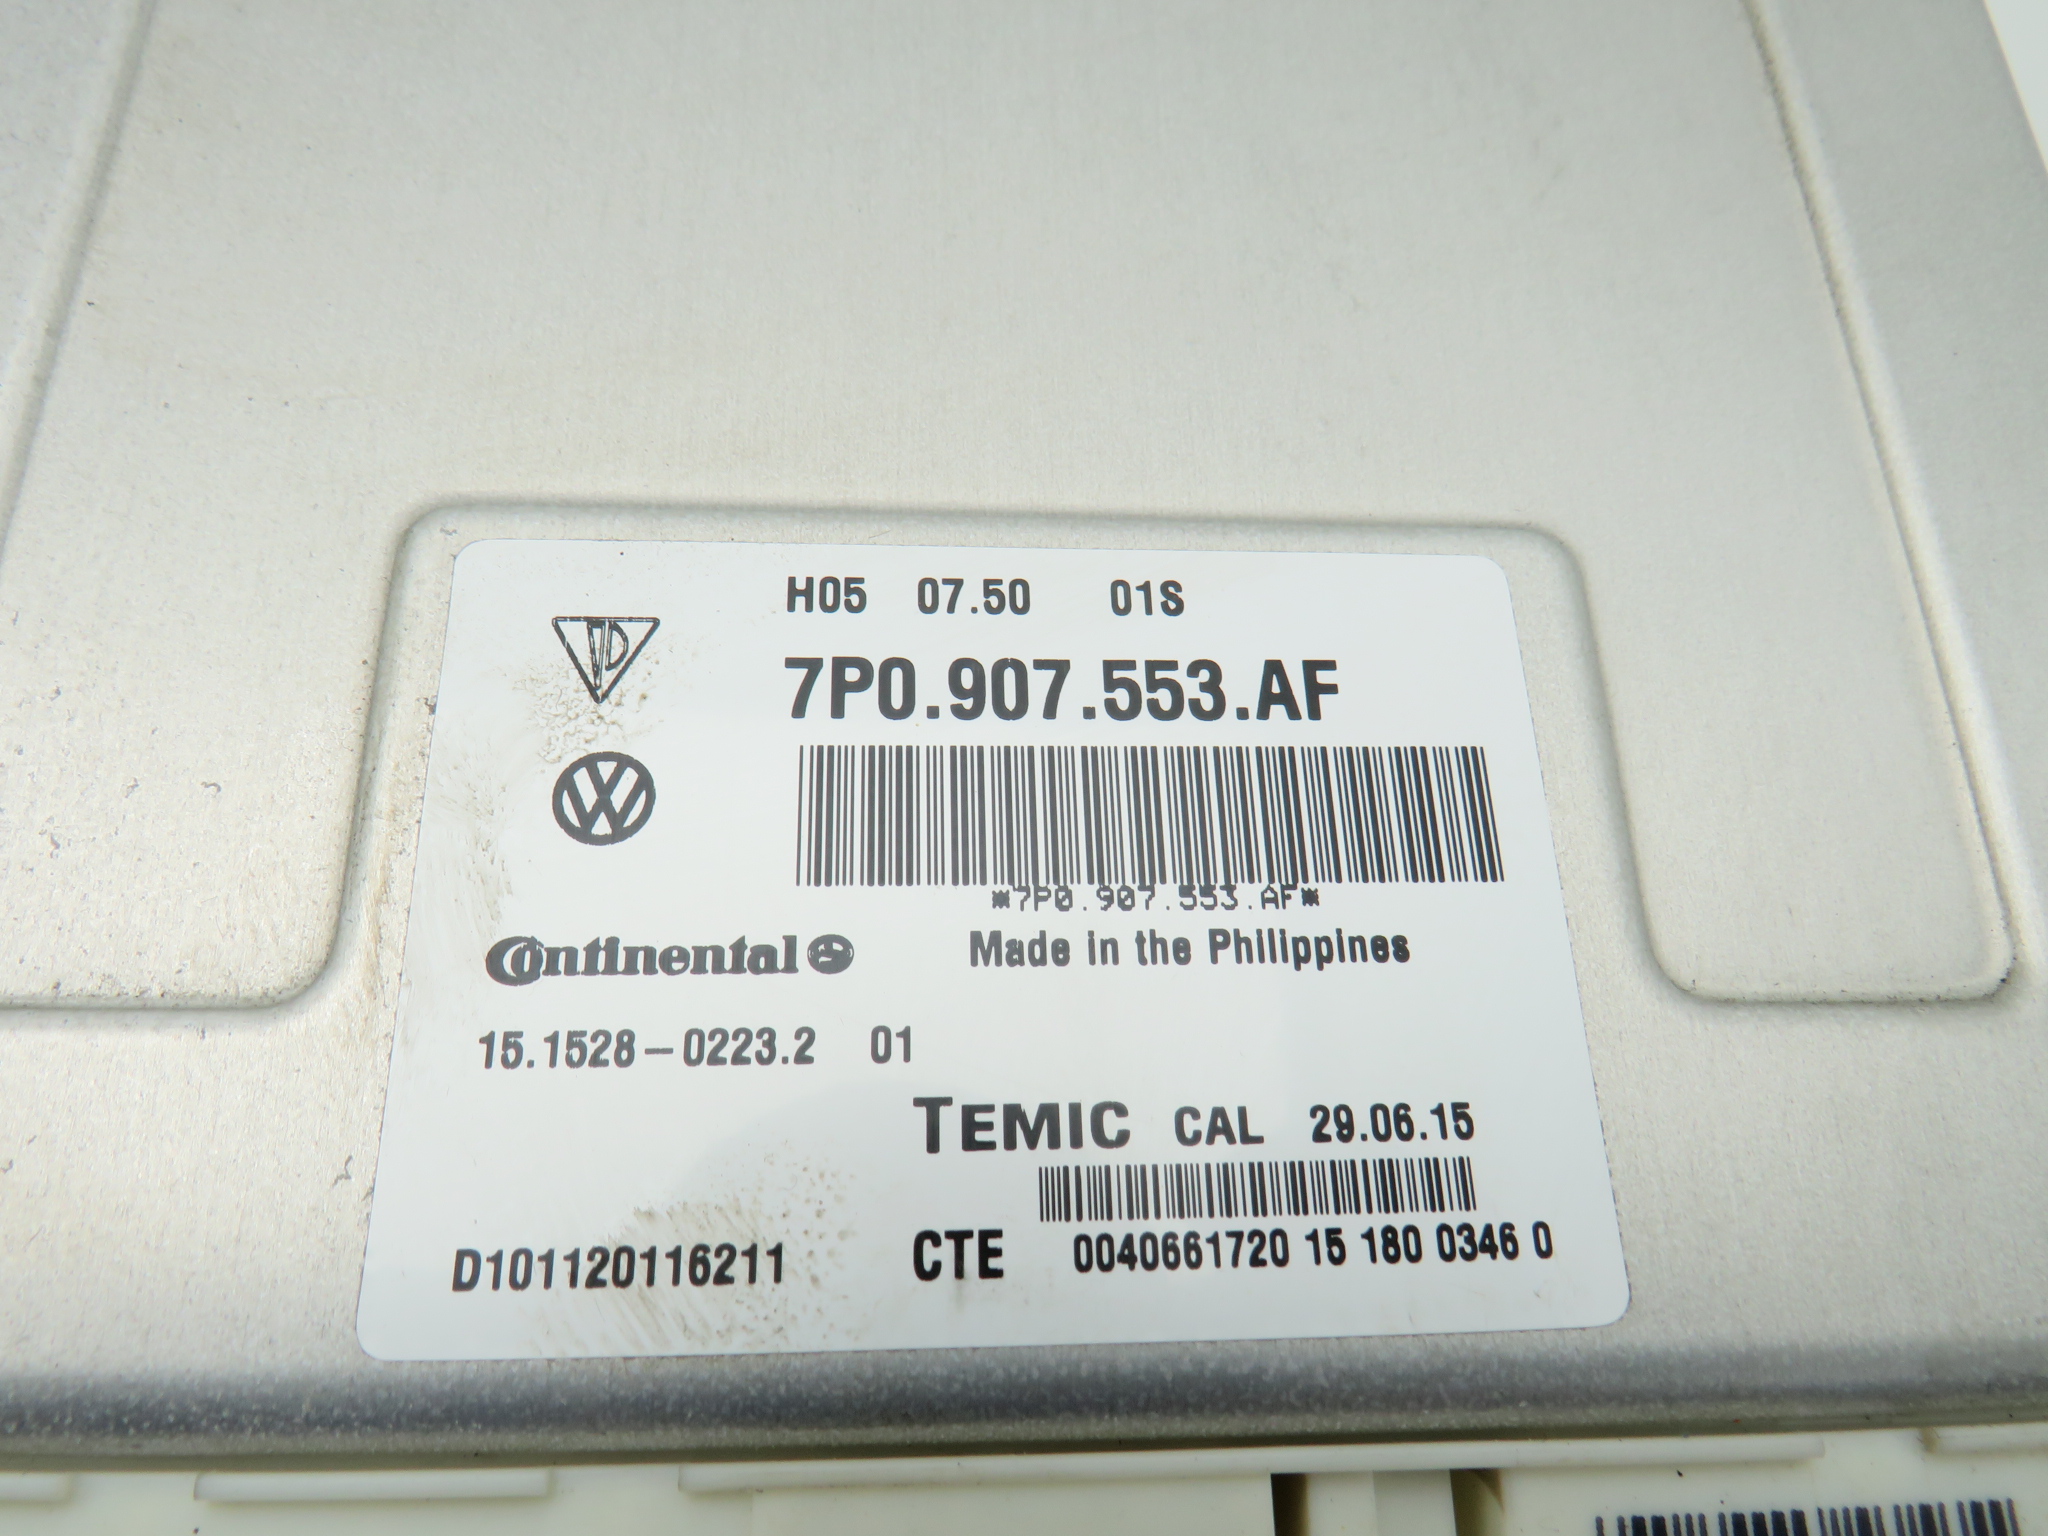 H05 07.50 01S
7P0.907.553.AF
*7P0.907.553.AF*
Continental
Made in the Philippines
15.1528-0223.2 01
TEMIC CAL 29.06.15
D101120116211 CTE 0040661720 15 180 0346 0